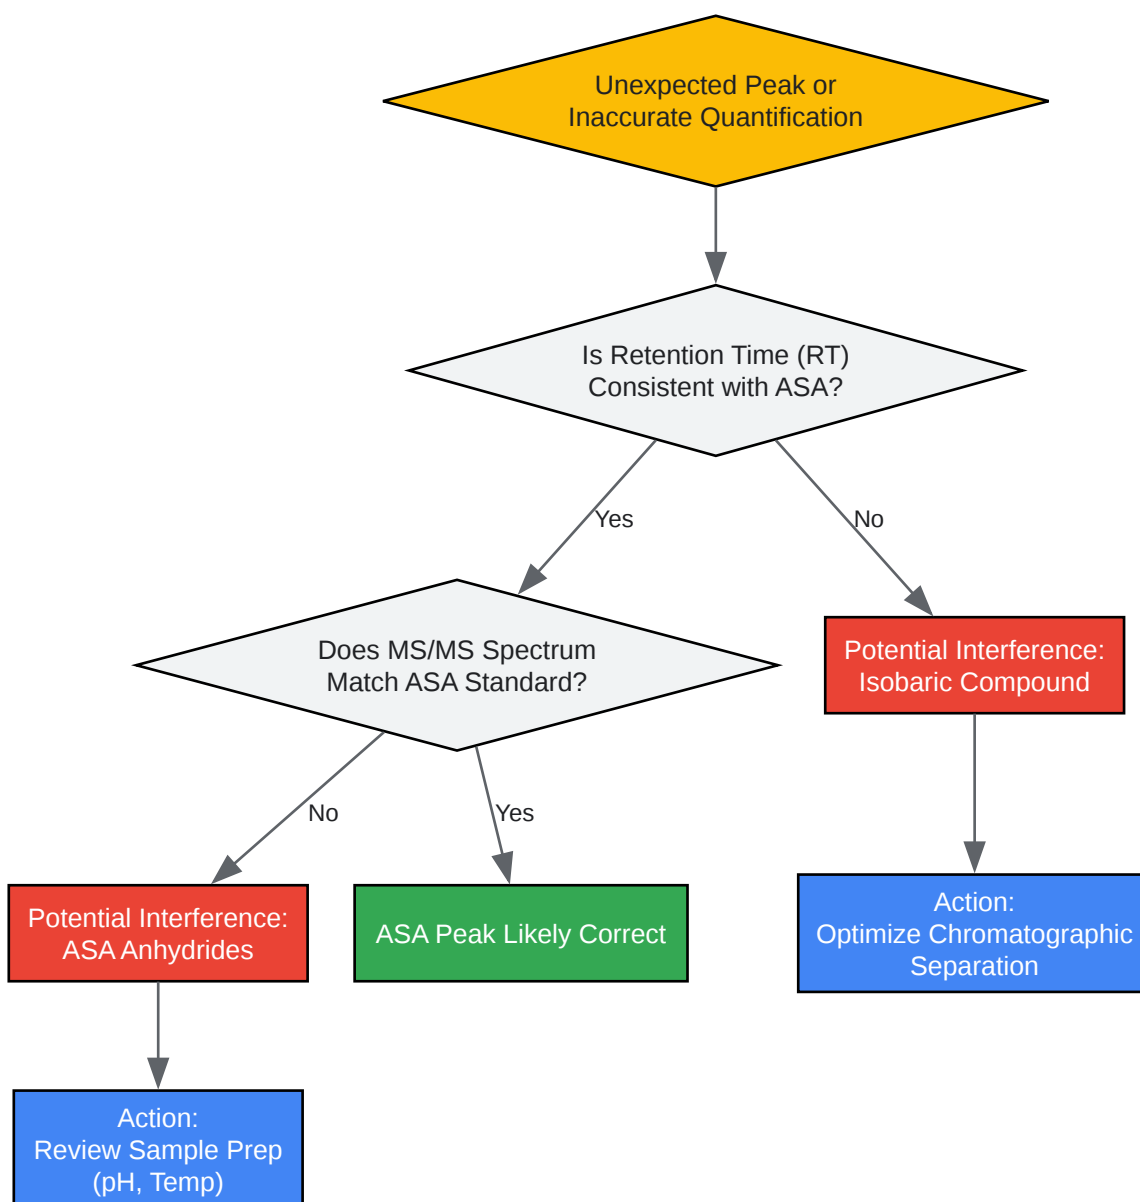 Unexpected Peak or
Inaccurate Quantification
Is Retention Time (RT)
Consistent with ASA?
Yes
No
Does MS/MS Spectrum
Match ASA Standard?
Potential Interference:
Isobaric Compound
No
Yes
Potential Interference:
ASA Anhydrides
ASA Peak Likely Correct
Action:
Optimize Chromatographic
Separation
Action:
Review Sample Prep
(pH, Temp)